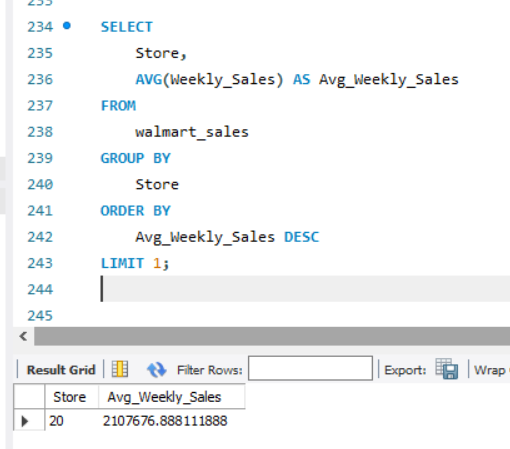 233
234 SELECT
235 Store,
236 AVG(Weekly_Sales) AS Avg_Weekly_Sales
237 FROM
238 walmart_sales
239 GROUP BY
240 Store
241 ORDER BY
242 Avg_Weekly_Sales DESC
243 LIMIT 1;
244
245
Result Grid Filter Rows: Export: Wrap
Store Avg_Weekly_Sales
20 2107676.888111888